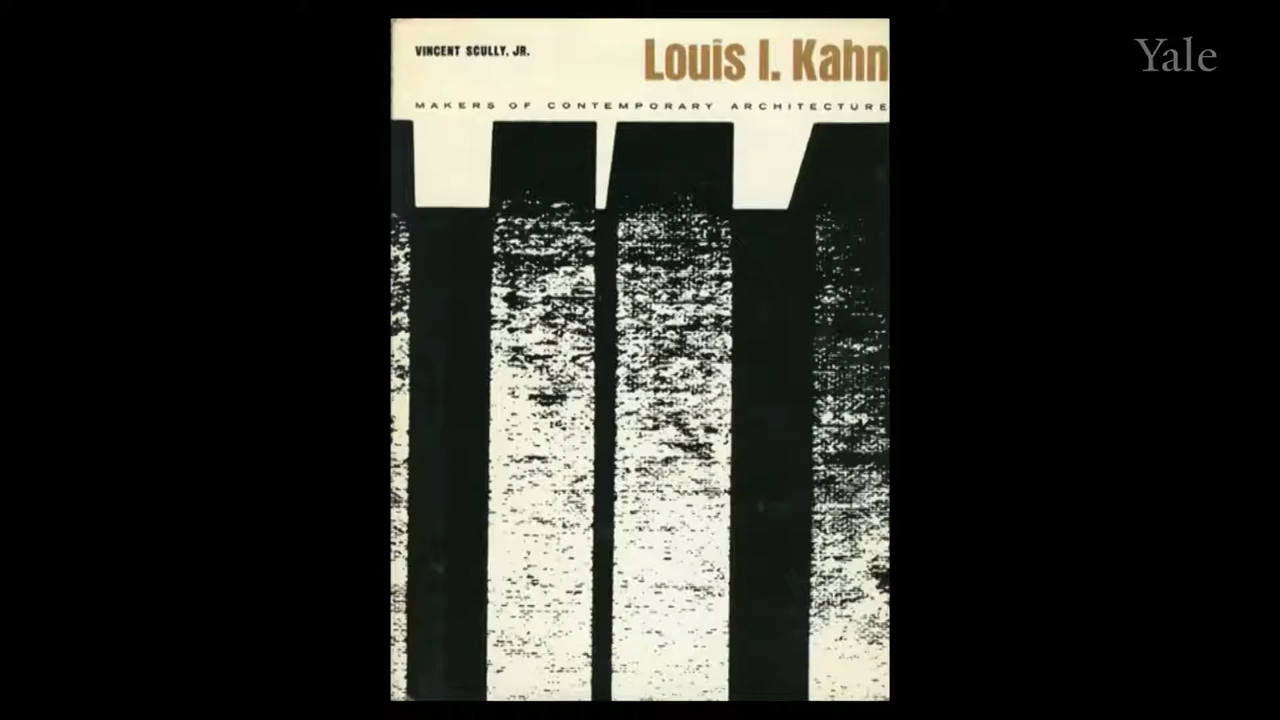 VINCENT SCULLY, JR.
Louis I. Kahn
MAKERS OF CONTEMPORARY ARCHITECTURE
Yale